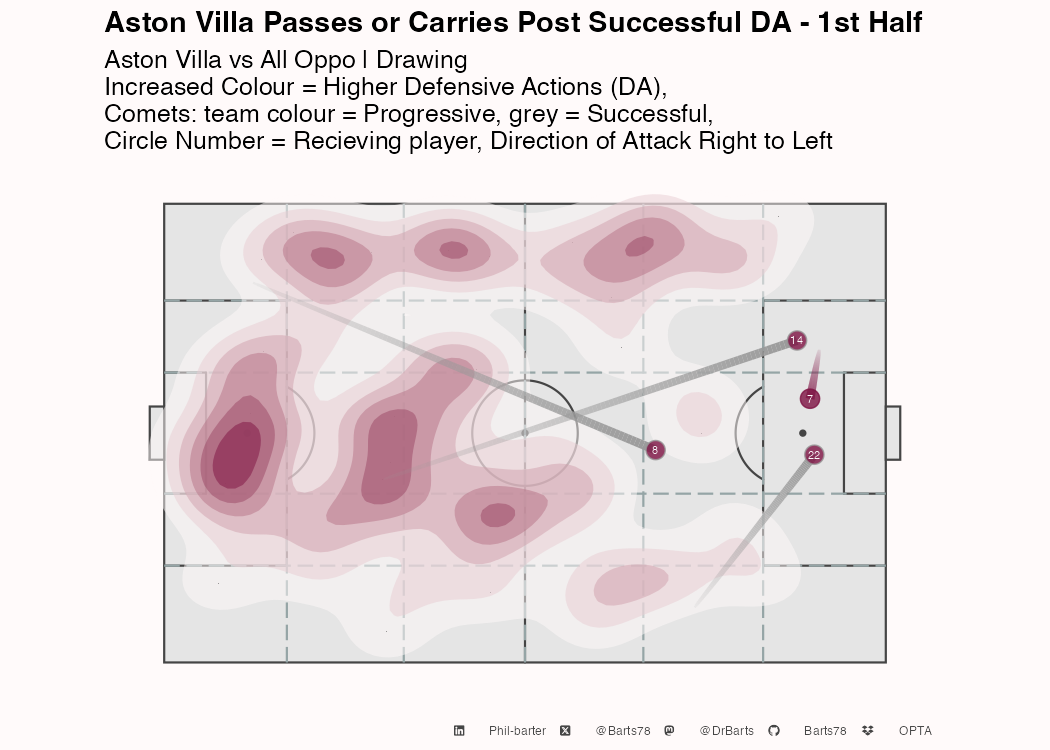 Aston Villa Passes or Carries Post Successful DA - 1st Half
Aston Villa vs All Oppo | Drawing
Increased Colour = Higher Defensive Actions (DA),
Comets: team colour = Progressive, grey = Successful,
Circle Number = Recieving player, Direction of Attack Right to Left
14
7
8
22
Phil-barter @Barts78 @DrBarts Barts78 OPTA